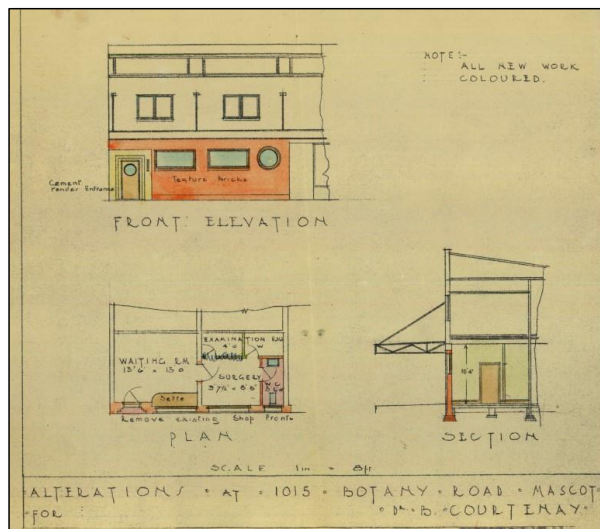 NOTE:-
ALL NEW WORK
COLOURED.
Cement
render Entrance
Texture Bricks
FRONT ELEVATION
EXAMINATION
WAITING RM
13'6" × 13'0
SURGERY
Sette
Remove existing Shop Front
PLAN
SECTION
SCALE 1in = 8ft
ALTERATIONS • AT • 1015 • BOTANY • ROAD • MASCOT •
• FOR • Dr. B. COURTENAY •